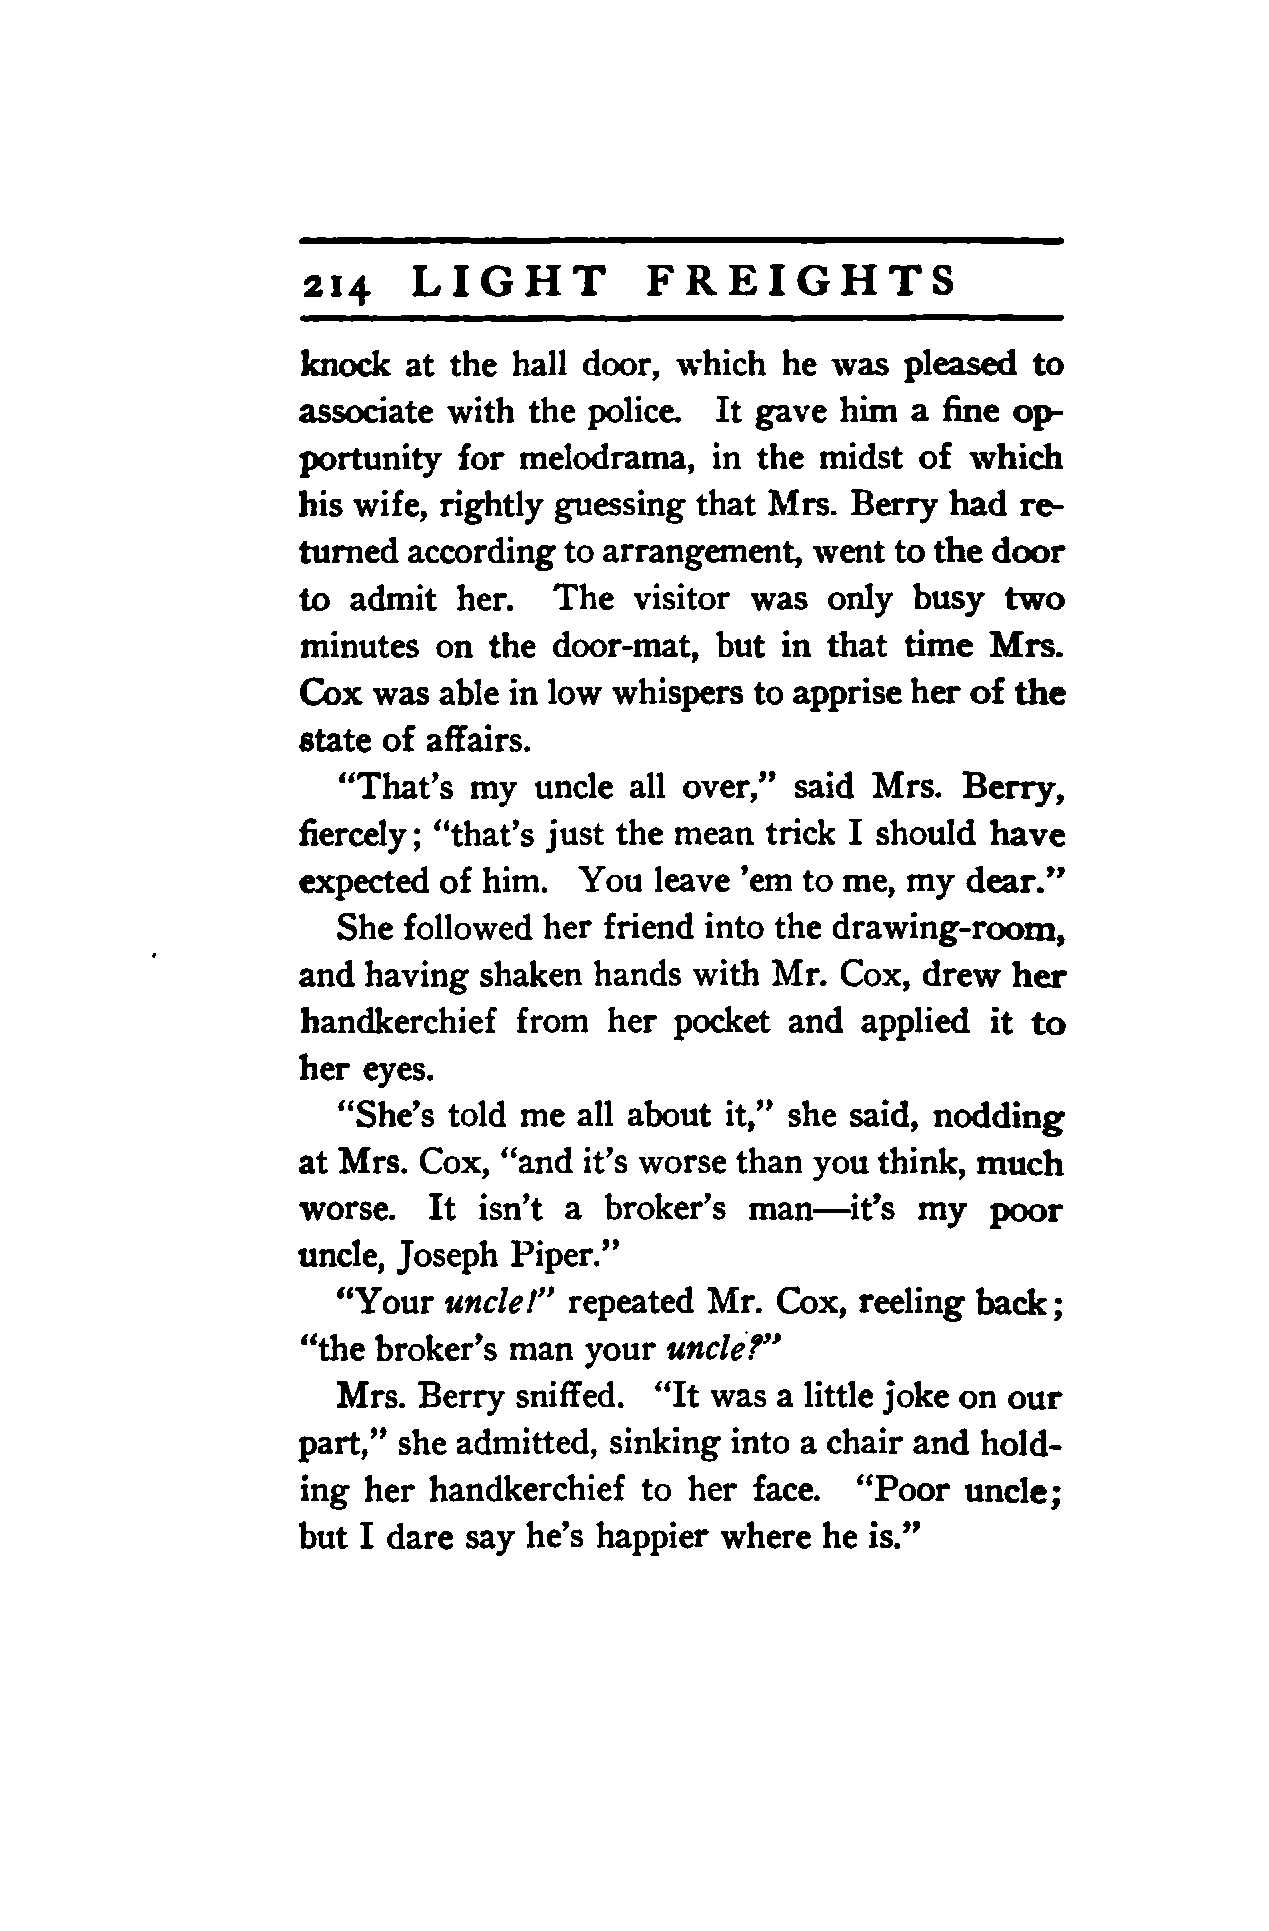 214 LIGHT FREIGHTS
knock at the hall door, which he was pleased to
associate with the police. It gave him a fine op-
portunity for melodrama, in the midst of which
his wife, rightly guessing that Mrs. Berry had re-
turned according to arrangement, went to the door
to admit her. The visitor was only busy two
minutes on the door-mat, but in that time Mrs.
Cox was able in low whispers to apprise her of the
state of affairs.
“That’s my uncle all over,” said Mrs. Berry,
fiercely; “that’s just the mean trick I should have
expected of him. You leave ’em to me, my dear.”
She followed her friend into the drawing-room,
and having shaken hands with Mr. Cox, drew her
handkerchief from her pocket and applied it to
her eyes.
“She’s told me all about it,” she said, nodding
at Mrs. Cox, “and it’s worse than you think, much
worse. It isn’t a broker’s man—it’s my poor
uncle, Joseph Piper.”
“Your uncle!” repeated Mr. Cox, reeling back;
“the broker’s man your uncle?”
Mrs. Berry sniffed. “It was a little joke on our
part,” she admitted, sinking into a chair and hold-
ing her handkerchief to her face. “Poor uncle;
but I dare say he’s happier where he is.”